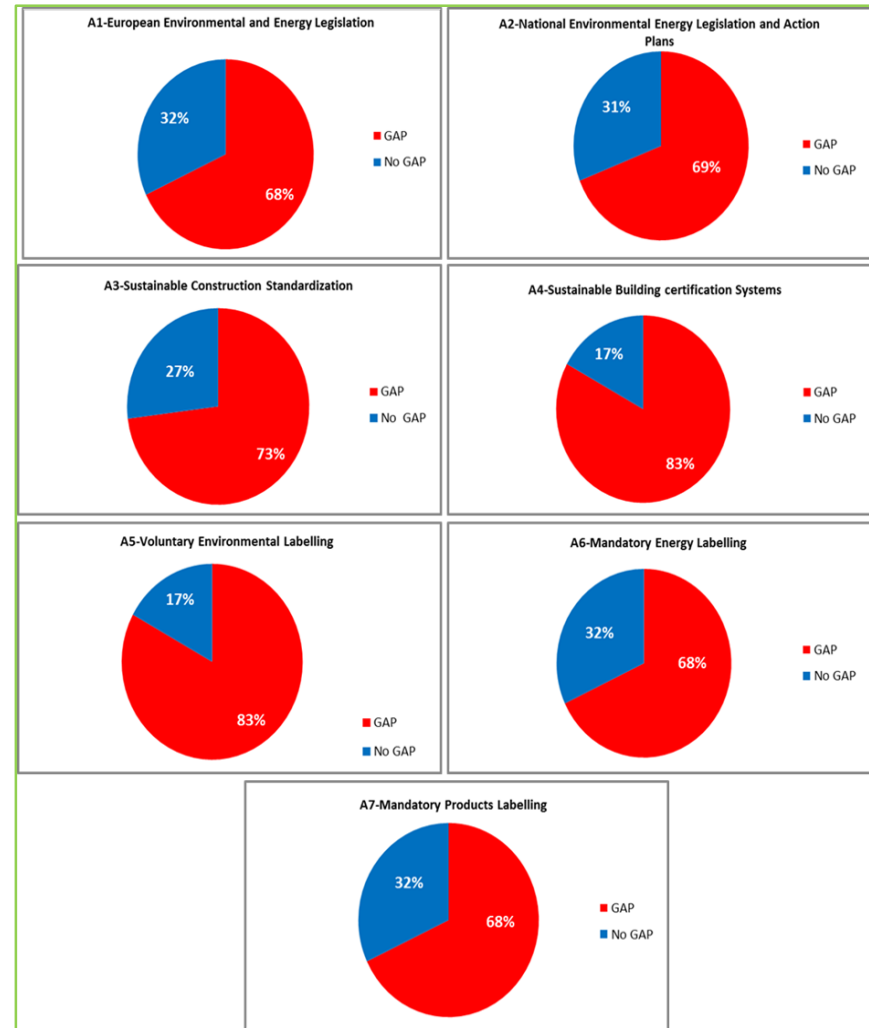 A1-European Environmental and Energy Legislation
32%
68%
GAP
No GAP
A2-National Environmental Energy Legislation and Action
Plans
31%
69%
GAP
No GAP
A3-Sustainable Construction Standardization
27%
73%
GAP
No GAP
A4-Sustainable Building certification Systems
17%
83%
GAP
No GAP
A5-Voluntary Environmental Labelling
17%
83%
GAP
No GAP
A6-Mandatory Energy Labelling
32%
68%
GAP
No GAP
A7-Mandatory Products Labelling
32%
68%
GAP
No GAP